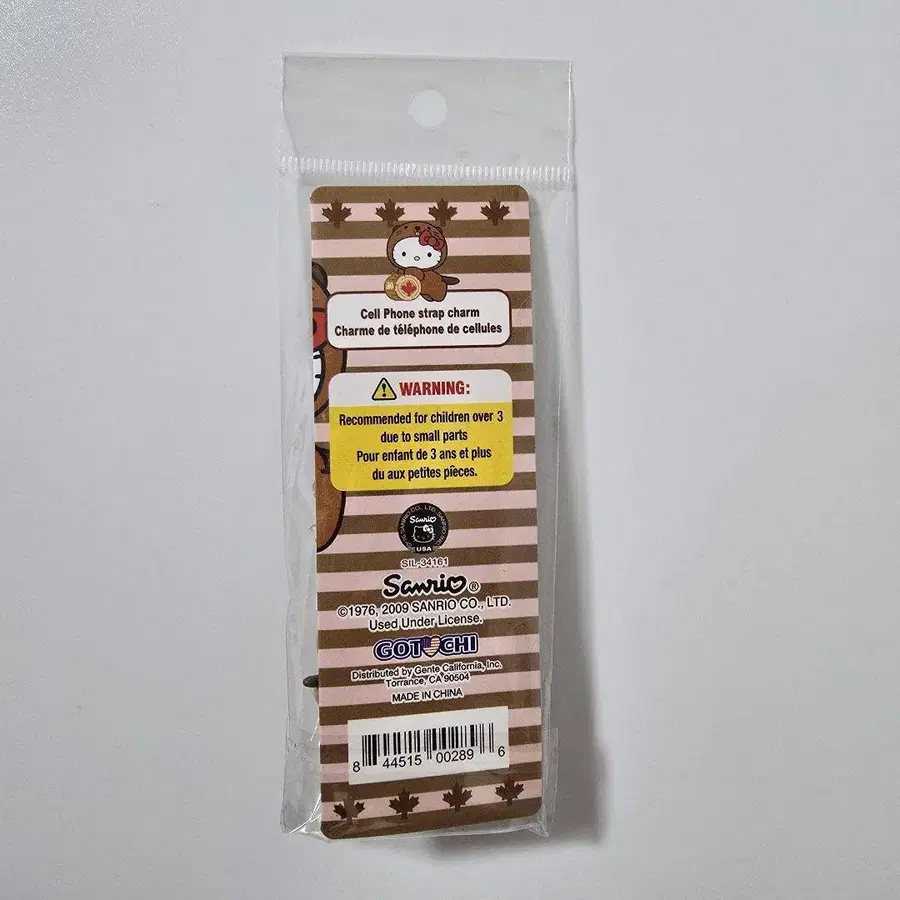 Cell Phone strap charm
Charme de téléphone de cellules
WARNING:
Recommended for children over 3
due to small parts
Pour enfant de 3 ans et plus
du aux petites pièces.
Sanrio
USA
SIL-34161
Sanrio®
©1976, 2009 SANRIO CO., LTD.
Used Under License.
GOTOCHI
Distributed by Gente California, Inc.
Torrance, CA 90504
MADE IN CHINA
8 44515 00289 6